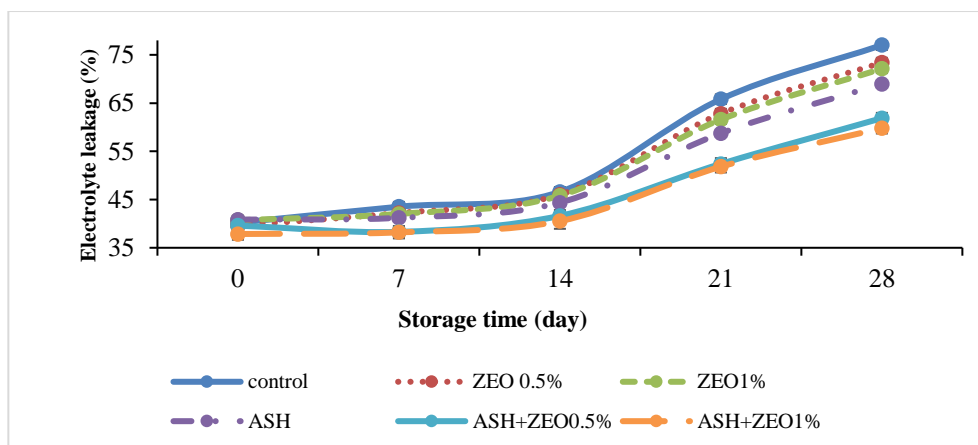 Electrolyte leakage (%)
75
65
55
45
35
0 7 14 21 28
Storage time (day)
control ZEO 0.5% ZEO1%
ASH ASH+ZEO0.5% ASH+ZEO1%